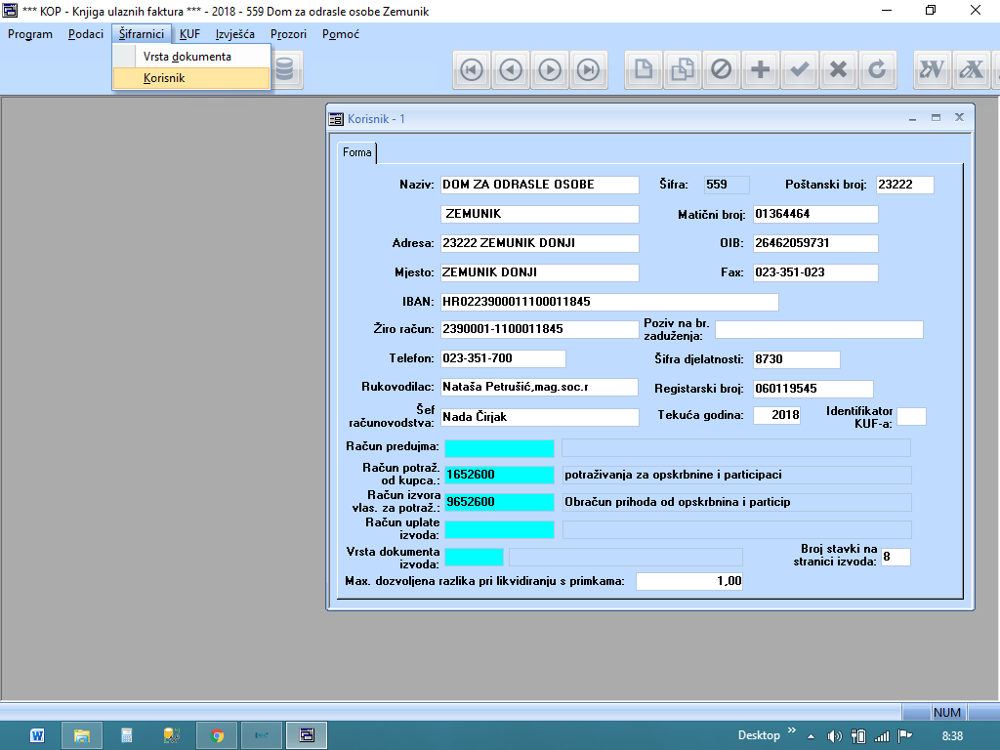 *** KOP - Knjiga ulaznih faktura *** - 2018 - 559 Dom za odrasle osobe Zemunik
Program Podaci Šifrarnici KUF Izvješća Prozori Pomoć
Vrsta dokumenta
Korisnik
Korisnik - 1
Forma
Naziv: DOM ZA ODRASLE OSOBE Šifra: 559 Poštanski broj: 23222
ZEMUNIK Matični broj: 01364464
Adresa: 23222 ZEMUNIK DONJI OIB: 26462059731
Mjesto: ZEMUNIK DONJI Fax: 023-351-023
IBAN: HR0223900011100011845
Žiro račun: 2390001-1100011845 Poziv na br.
zaduženja:
Telefon: 023-351-700 Šifra djelatnosti: 8730
Rukovodilac: Nataša Petrušić,mag.soc.r Registarski broj: 060119545
Šef
računovodstva: Nada Čirjak Tekuća godina: 2018 Identifikator
KUF-a:
Račun predujma:
Račun potraž.
od kupca.: 1652600 potraživanja za opskrbnine i participaci
Račun izvora
vlas. za potraž.: 9652600 Obračun prihoda od opskrbnina i particip
Račun uplate
izvoda:
Vrsta dokumenta
izvoda: Broj stavki na
stranici izvoda: 8
Max. dozvoljena razlika pri likvidiranju s primkama: 1,00
NUM
Desktop 8:38